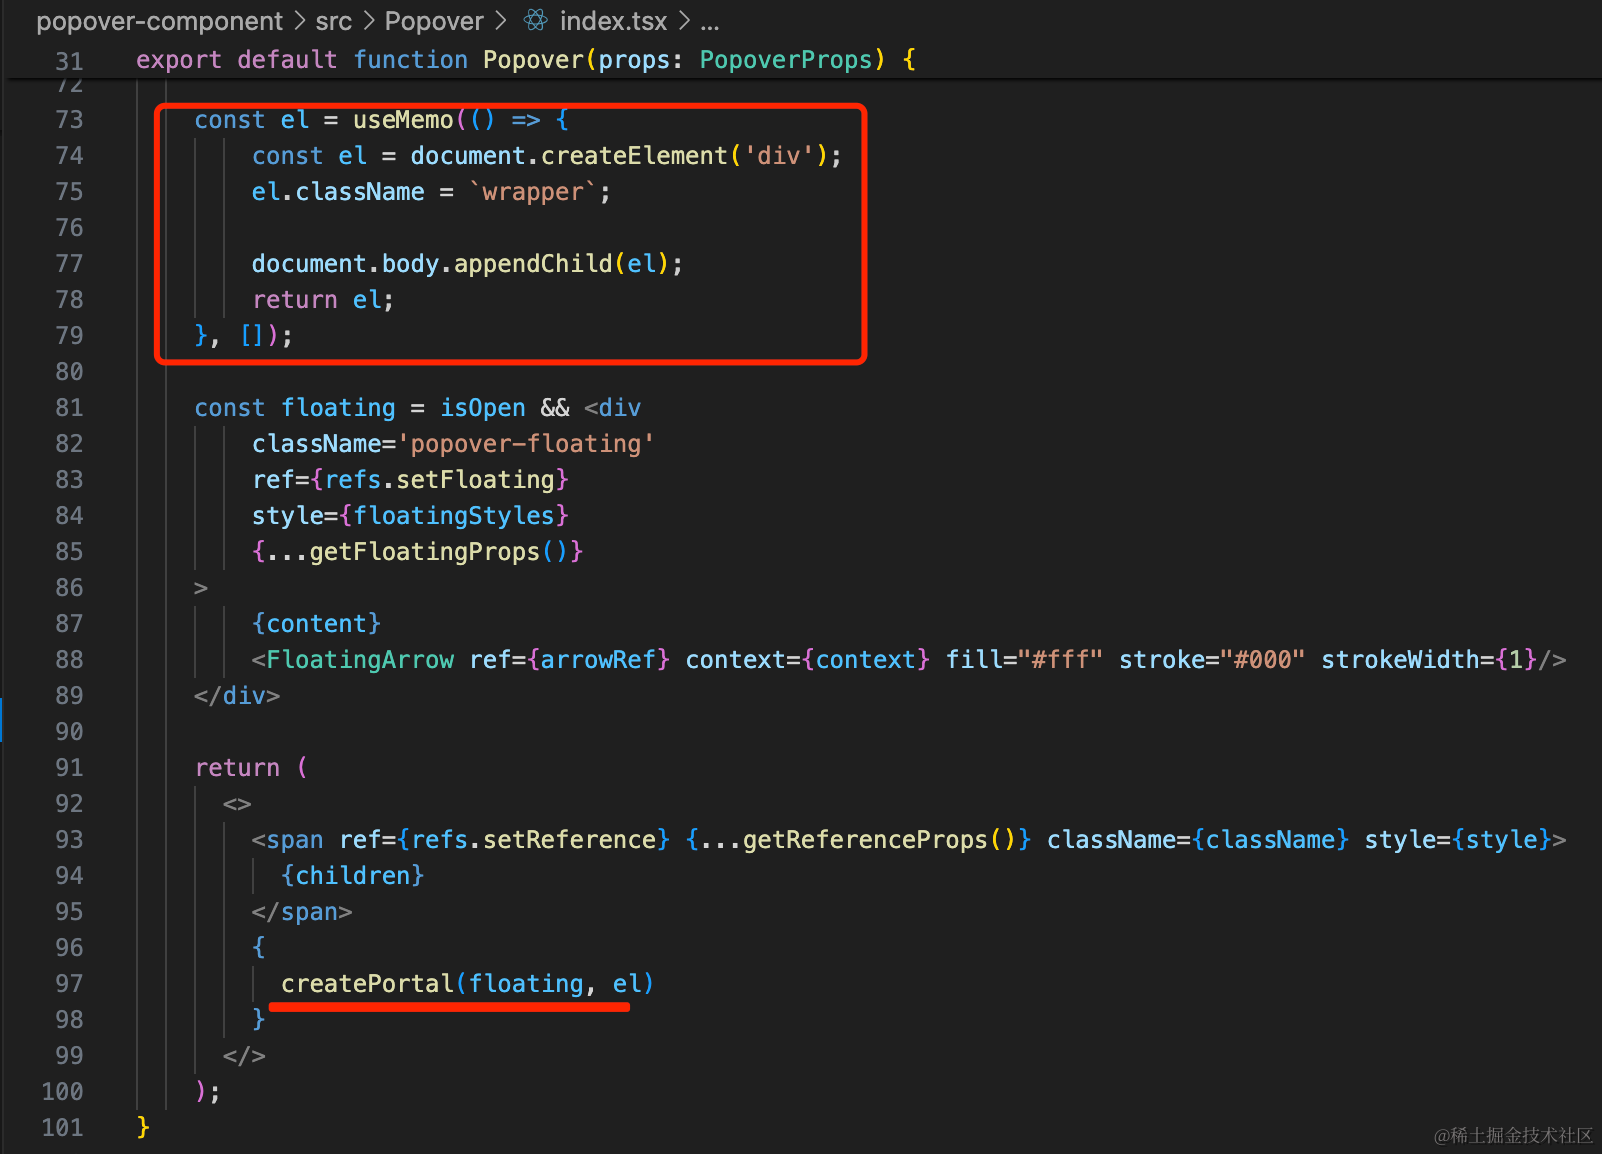 popover-component > src > Popover > index.tsx > ...
31 export default function Popover(props: PopoverProps) {
72
73 const el = useMemo(() => {
74 const el = document.createElement('div');
75 el.className = `wrapper`;
76
77 document.body.appendChild(el);
78 return el;
79 }, []);
80
81 const floating = isOpen && <div
82 className='popover-floating'
83 ref={refs.setFloating}
84 style={floatingStyles}
85 {...getFloatingProps()}
86 >
87 {content}
88 <FloatingArrow ref={arrowRef} context={context} fill="#fff" stroke="#000" strokeWidth={1}/>
89 </div>
90
91 return (
92 <>
93 <span ref={refs.setReference} {...getReferenceProps()} className={className} style={style}>
94 {children}
95 </span>
96 {
97 createPortal(floating, el)
98 }
99 </>
100 );
101 }
@稀土掘金技术社区